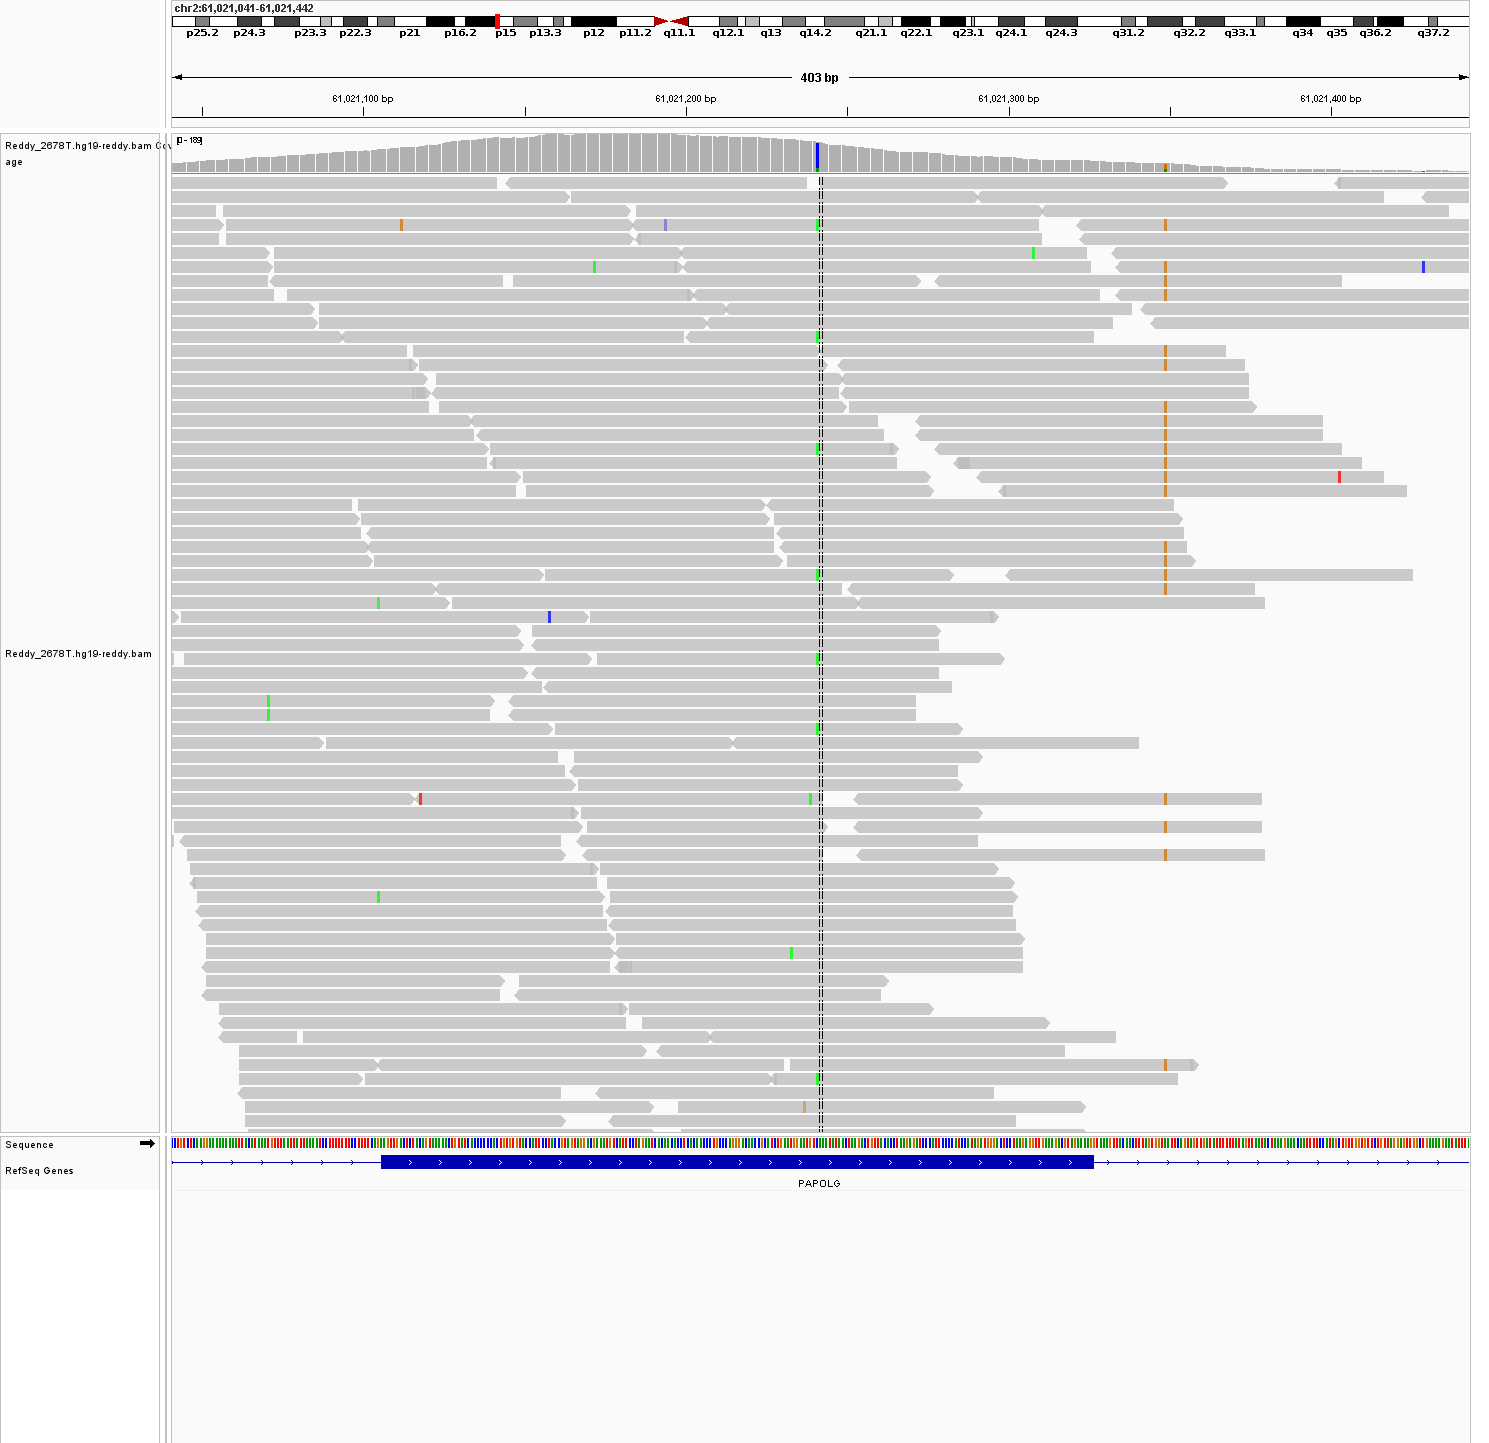 chr2:61,021,041-61,021,442
p25.2 p24.3 p23.3 p22.3 p21 p16.2 p15 p13.3 p12 p11.2 q11.1 q12.1 q13 q14.2 q21.1 q22.1 q23.1 q24.1 q24.3 q31.2 q32.2 q33.1 q34 q35 q36.2 q37.2
403 bp
61,021,100 bp 61,021,200 bp 61,021,300 bp 61,021,400 bp
Reddy_2678T.hg19-reddy.bam Cov
age
[0 - 189]
Reddy_2678T.hg19-reddy.bam
Sequence
RefSeq Genes
PAPOLG